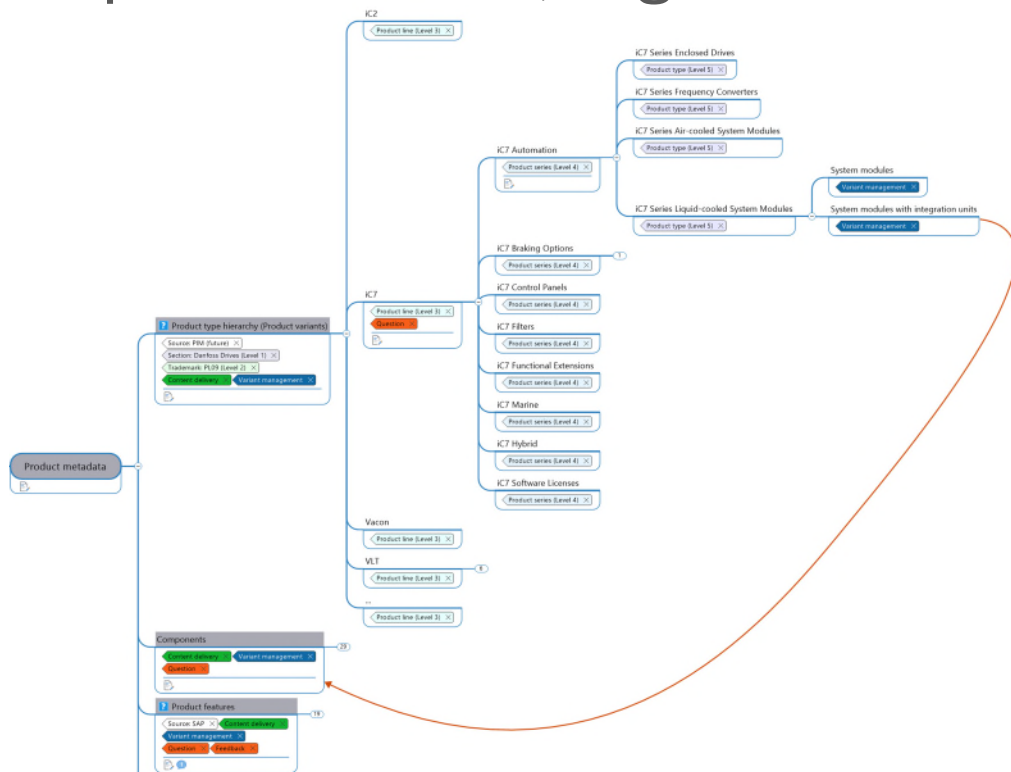 iC2
Product line (Level 3)
iC7 Series Enclosed Drives
Product type (Level 5)
iC7 Series Frequency Converters
Product type (Level 5)
iC7 Series Air-cooled System Modules
Product type (Level 5)
iC7 Automation
Product series (Level 4)
System modules
Variant management
iC7 Series Liquid-cooled System Modules
Product type (Level 5)
System modules with integration units
Variant management
iC7 Braking Options
Product series (Level 4)
1
iC7
Product line (Level 3)
Question
iC7 Control Panels
Product series (Level 4)
iC7 Filters
Product series (Level 4)
iC7 Functional Extensions
Product series (Level 4)
iC7 Marine
Product series (Level 4)
iC7 Hybrid
Product series (Level 4)
iC7 Software Licenses
Product series (Level 4)
Product type hierarchy (Product variants)
Source: PIM (future)
Section: Danfoss Drives (Level 1)
Trademark: PL09 (Level 2)
Content delivery
Variant management
Product metadata
Vacon
Product line (Level 3)
VLT
Product line (Level 3)
8
...
Product line (Level 3)
Components
Content delivery
Variant management
Question
29
Product features
Source: SAP
Content delivery
Variant management
Question
Feedback
19